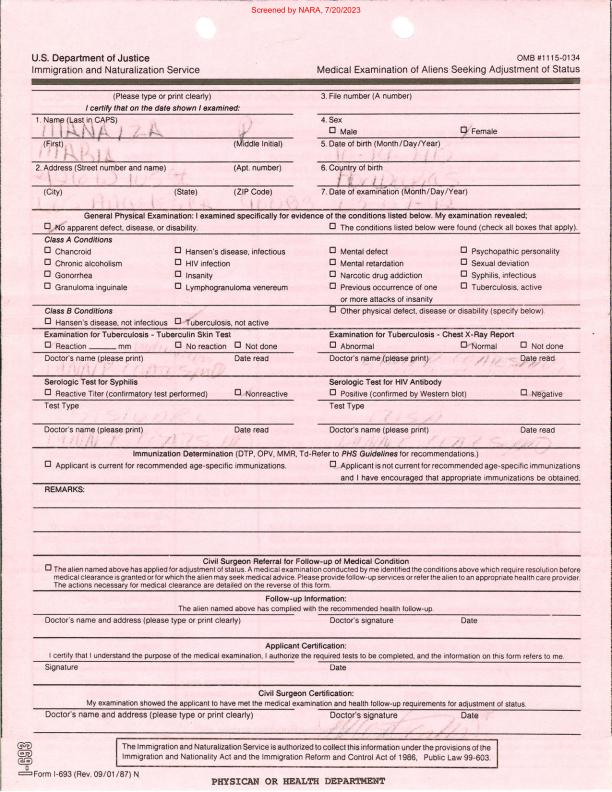 Screened by NARA, 7/20/2023
U.S. Department of Justice
Immigration and Naturalization Service
OMB #1115-0134
Medical Examination of Aliens Seeking Adjustment of Status
(Please type or print clearly)
I certify that on the date shown I examined:
3. File number (A number)
1. Name (Last in CAPS)
4. Sex
☐ Male ☐ Female
(First) (Middle Initial)
MARIA
5. Date of birth (Month/Day/Year)
2. Address (Street number and name) (Apt. number)
6. Country of birth
(City) (State) (ZIP Code)
7. Date of examination (Month/Day/Year)
General Physical Examination: I examined specifically for evidence of the conditions listed below. My examination revealed;
☐ No apparent defect, disease, or disability. ☐ The conditions listed below were found (check all boxes that apply).
Class A Conditions
☐ Chancroid ☐ Hansen's disease, infectious ☐ Mental defect ☐ Psychopathic personality
☐ Chronic alcoholism ☐ HIV infection ☐ Mental retardation ☐ Sexual deviation
☐ Gonorrhea ☐ Insanity ☐ Narcotic drug addiction ☐ Syphilis, infectious
☐ Granuloma inguinale ☐ Lymphogranuloma venereum ☐ Previous occurrence of one ☐ Tuberculosis, active
or more attacks of insanity
Class B Conditions
☐ Other physical defect, disease or disability (specify below).
☐ Hansen's disease, not infectious ☐ Tuberculosis, not active
Examination for Tuberculosis - Tuberculin Skin Test
Examination for Tuberculosis - Chest X-Ray Report
☐ Reaction ______ mm ☐ No reaction ☐ Not done
☐ Abnormal ☐ Normal ☐ Not done
Doctor's name (please print) Date read
Doctor's name (please print) Date read
Serologic Test for Syphilis
Serologic Test for HIV Antibody
☐ Reactive Titer (confirmatory test performed) ☐ Nonreactive
☐ Positive (confirmed by Western blot) ☐ Negative
Test Type
Test Type
Doctor's name (please print) Date read
Doctor's name (please print) Date read
Immunization Determination (DTP, OPV, MMR, Td-Refer to PHS Guidelines for recommendations.)
☐ Applicant is current for recommended age-specific immunizations.
☐ Applicant is not current for recommended age-specific immunizations
and I have encouraged that appropriate immunizations be obtained.
REMARKS:
Civil Surgeon Referral for Follow-up of Medical Condition
☐ The alien named above has applied for adjustment of status. A medical examination conducted by me identified the conditions above which require resolution before
medical clearance is granted or for which the alien may seek medical advice. Please provide follow-up services or refer the alien to an appropriate health care provider.
The actions necessary for medical clearance are detailed on the reverse of this form.
Follow-up Information:
The alien named above has complied with the recommended health follow-up.
Doctor's name and address (please type or print clearly) Doctor's signature Date
Applicant Certification:
I certify that I understand the purpose of the medical examination, I authorize the required tests to be completed, and the information on this form refers to me.
Signature Date
Civil Surgeon Certification:
My examination showed the applicant to have met the medical examination and health follow-up requirements for adjustment of status.
Doctor's name and address (please type or print clearly) Doctor's signature Date
The Immigration and Naturalization Service is authorized to collect this information under the provisions of the
Immigration and Nationality Act and the Immigration Reform and Control Act of 1986, Public Law 99-603.
I-693
Form I-693 (Rev. 09/01/87) N
PHYSICAN OR HEALTH DEPARTMENT